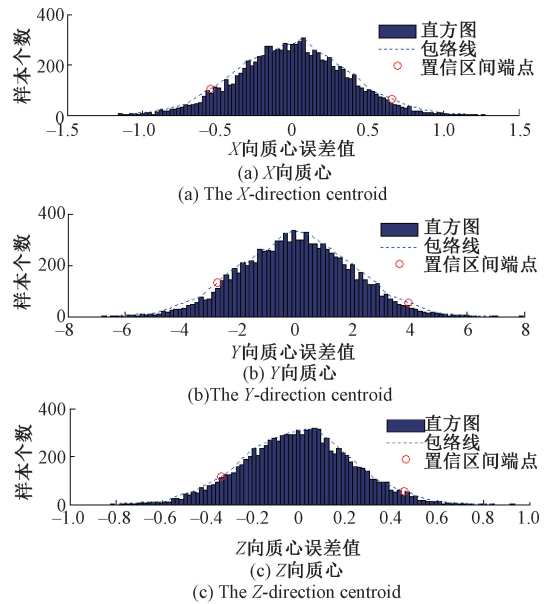 400
200
0
样本个数
直方图
包络线
置信区间端点
–1.5 –1.0 –0.5 0 0.5 1.0 1.5
X向质心误差值
(a) X向质心
(a) The X-direction centroid
400
200
0
样本个数
直方图
包络线
置信区间端点
–8 –6 –4 –2 0 2 4 6 8
Y向质心误差值
(b) Y向质心
(b)The Y-direction centroid
400
200
0
样本个数
直方图
包络线
置信区间端点
–1.0 –0.8 –0.6 –0.4 –0.2 0 0.2 0.4 0.6 0.8 1.0
Z向质心误差值
(c) Z向质心
(c) The Z-direction centroid